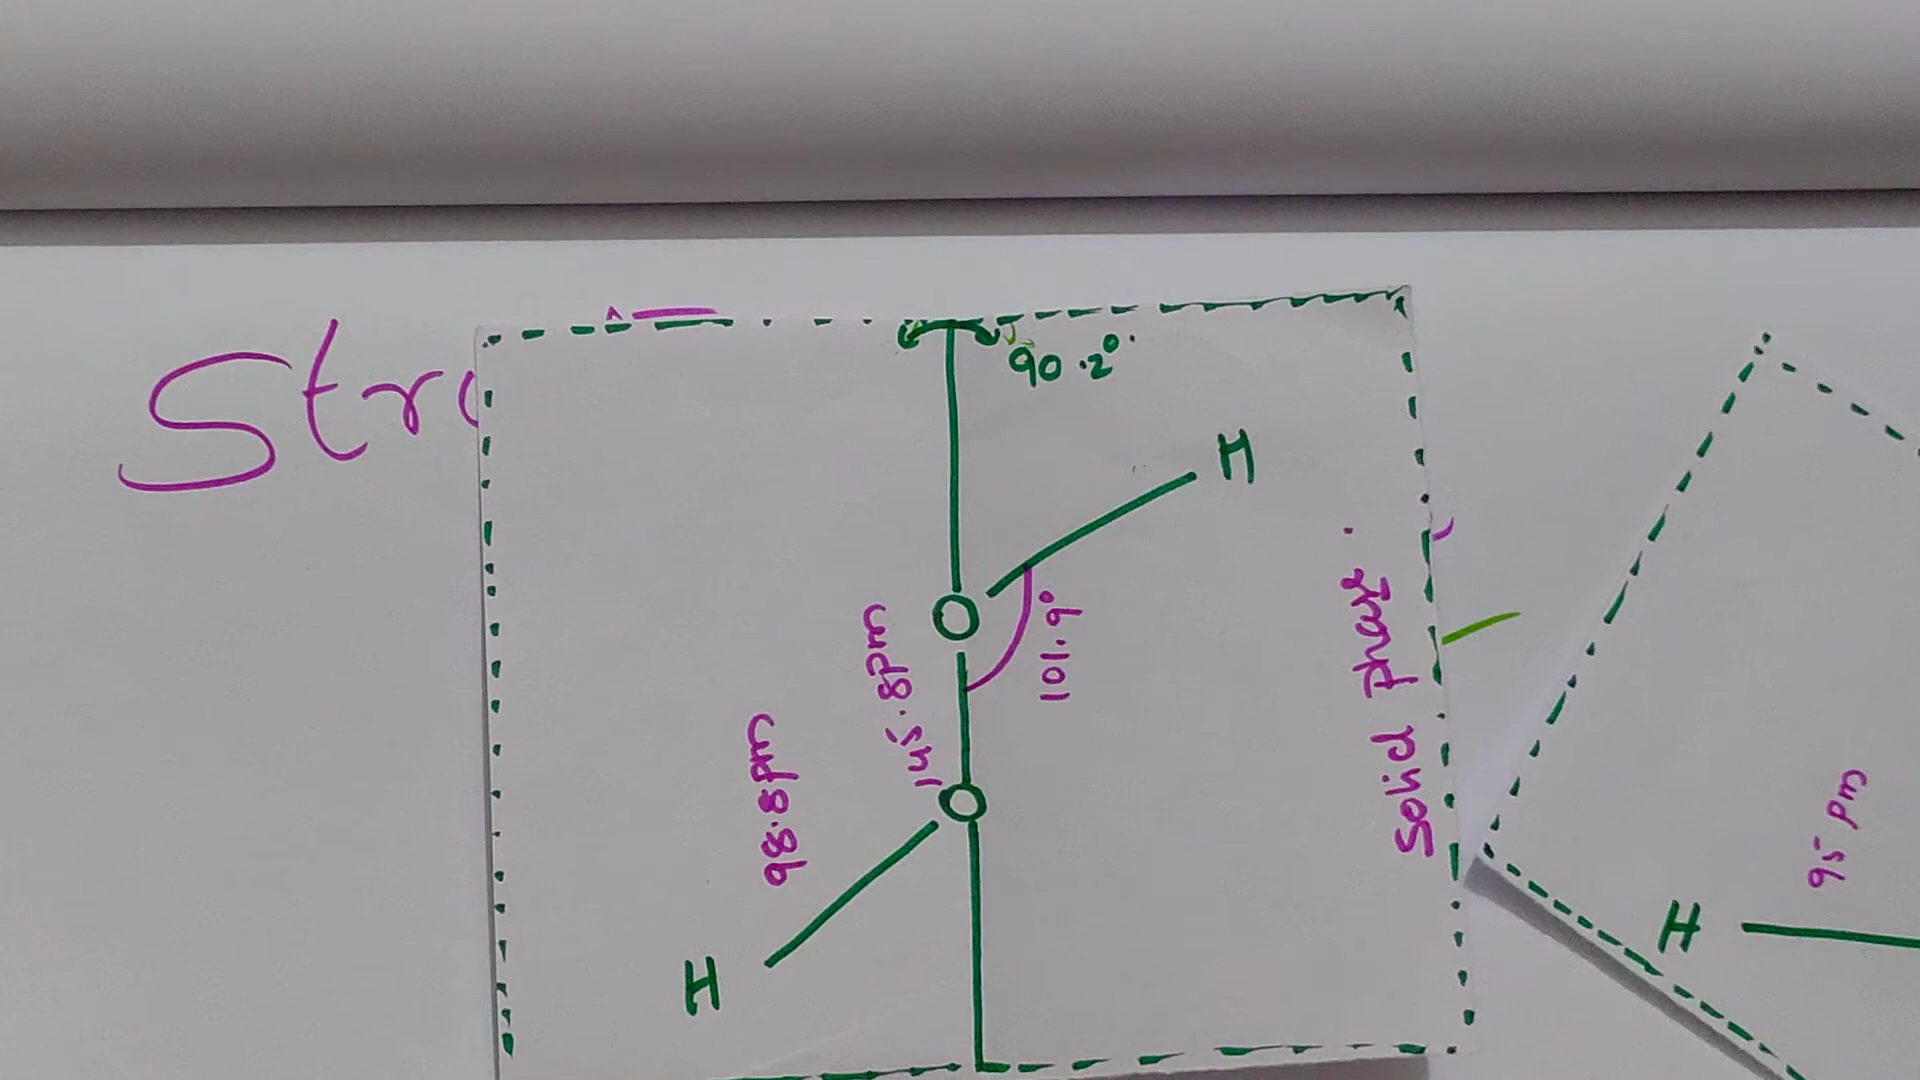 Str
90.2°
H
O
101.9°
145.8pm
O
98.8pm
H
Solid phase.
95 pm
H